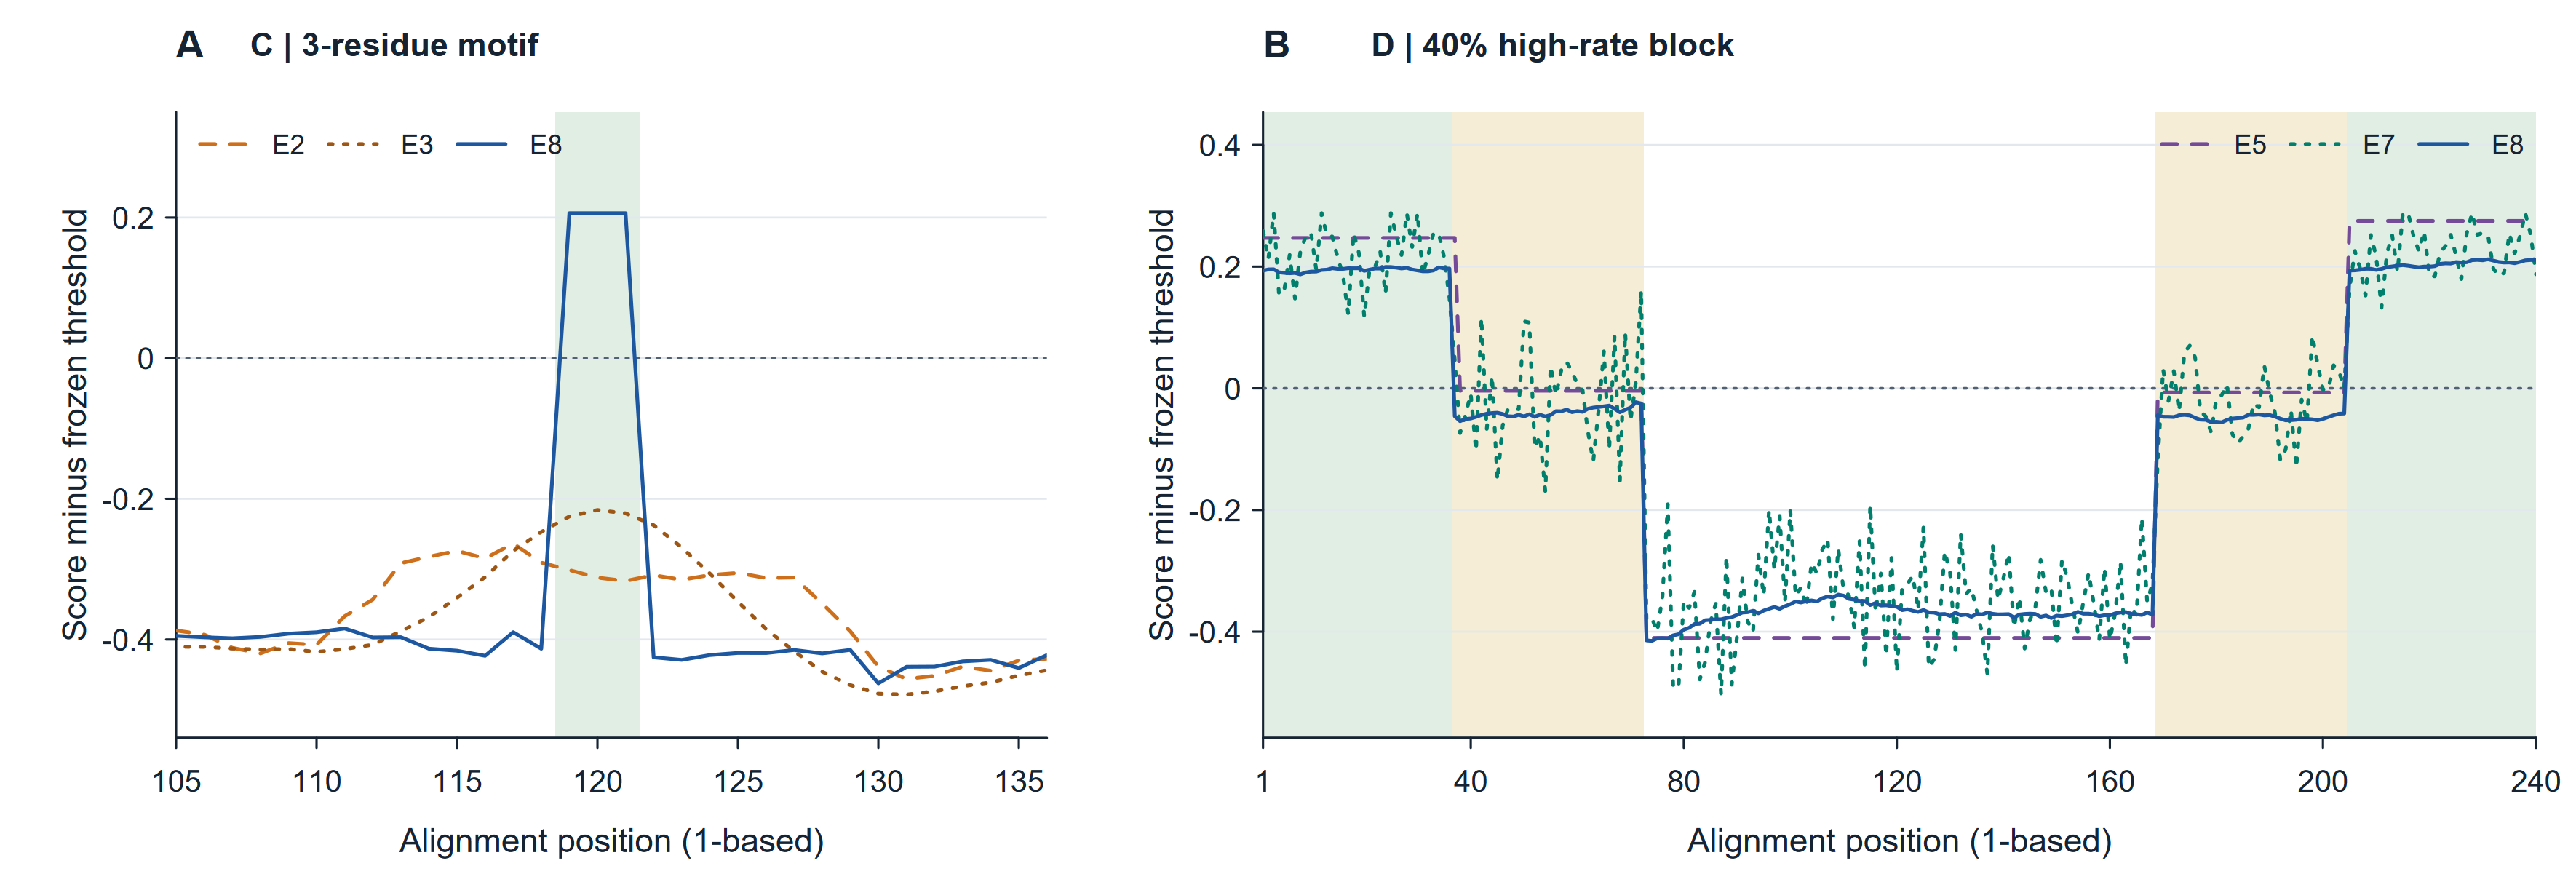 A C | 3-residue motif
E2 E3 E8
Score minus frozen threshold
0.2
0
-0.2
-0.4
105 110 115 120 125 130 135
Alignment position (1-based)
B D | 40% high-rate block
E5 E7 E8
Score minus frozen threshold
0.4
0.2
0
-0.2
-0.4
1 40 80 120 160 200 240
Alignment position (1-based)